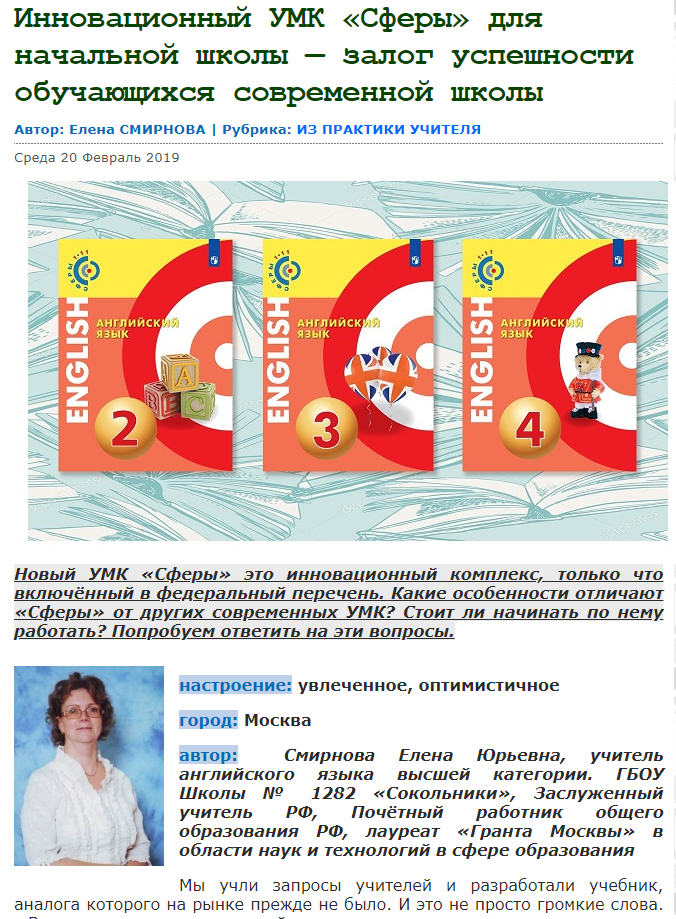 Инновационный УМК «Сферы» для
начальной школы — залог успешности
обучающихся современной школы
Автор: Елена СМИРНОВА | Рубрика: ИЗ ПРАКТИКИ УЧИТЕЛЯ
Среда 20 Февраль 2019
СФЕРЫ 1-11
ENGLISH
АНГЛИЙСКИЙ
ЯЗЫК
A
B
C
2
СФЕРЫ 1-11
ENGLISH
АНГЛИЙСКИЙ
ЯЗЫК
3
СФЕРЫ 1-11
ENGLISH
АНГЛИЙСКИЙ
ЯЗЫК
4
Новый УМК «Сферы» это инновационный комплекс, только что
включённый в федеральный перечень. Какие особенности отличают
«Сферы» от других современных УМК? Стоит ли начинать по нему
работать? Попробуем ответить на эти вопросы.
настроение: увлеченное, оптимистичное
город: Москва
автор: Смирнова Елена Юрьевна, учитель
английского языка высшей категории. ГБОУ
Школы № 1282 «Сокольники», Заслуженный
учитель РФ, Почётный работник общего
образования РФ, лауреат «Гранта Москвы» в
области наук и технологий в сфере образования
Мы учли запросы учителей и разработали учебник,
аналога которого на рынке прежде не было. И это не просто громкие слова.